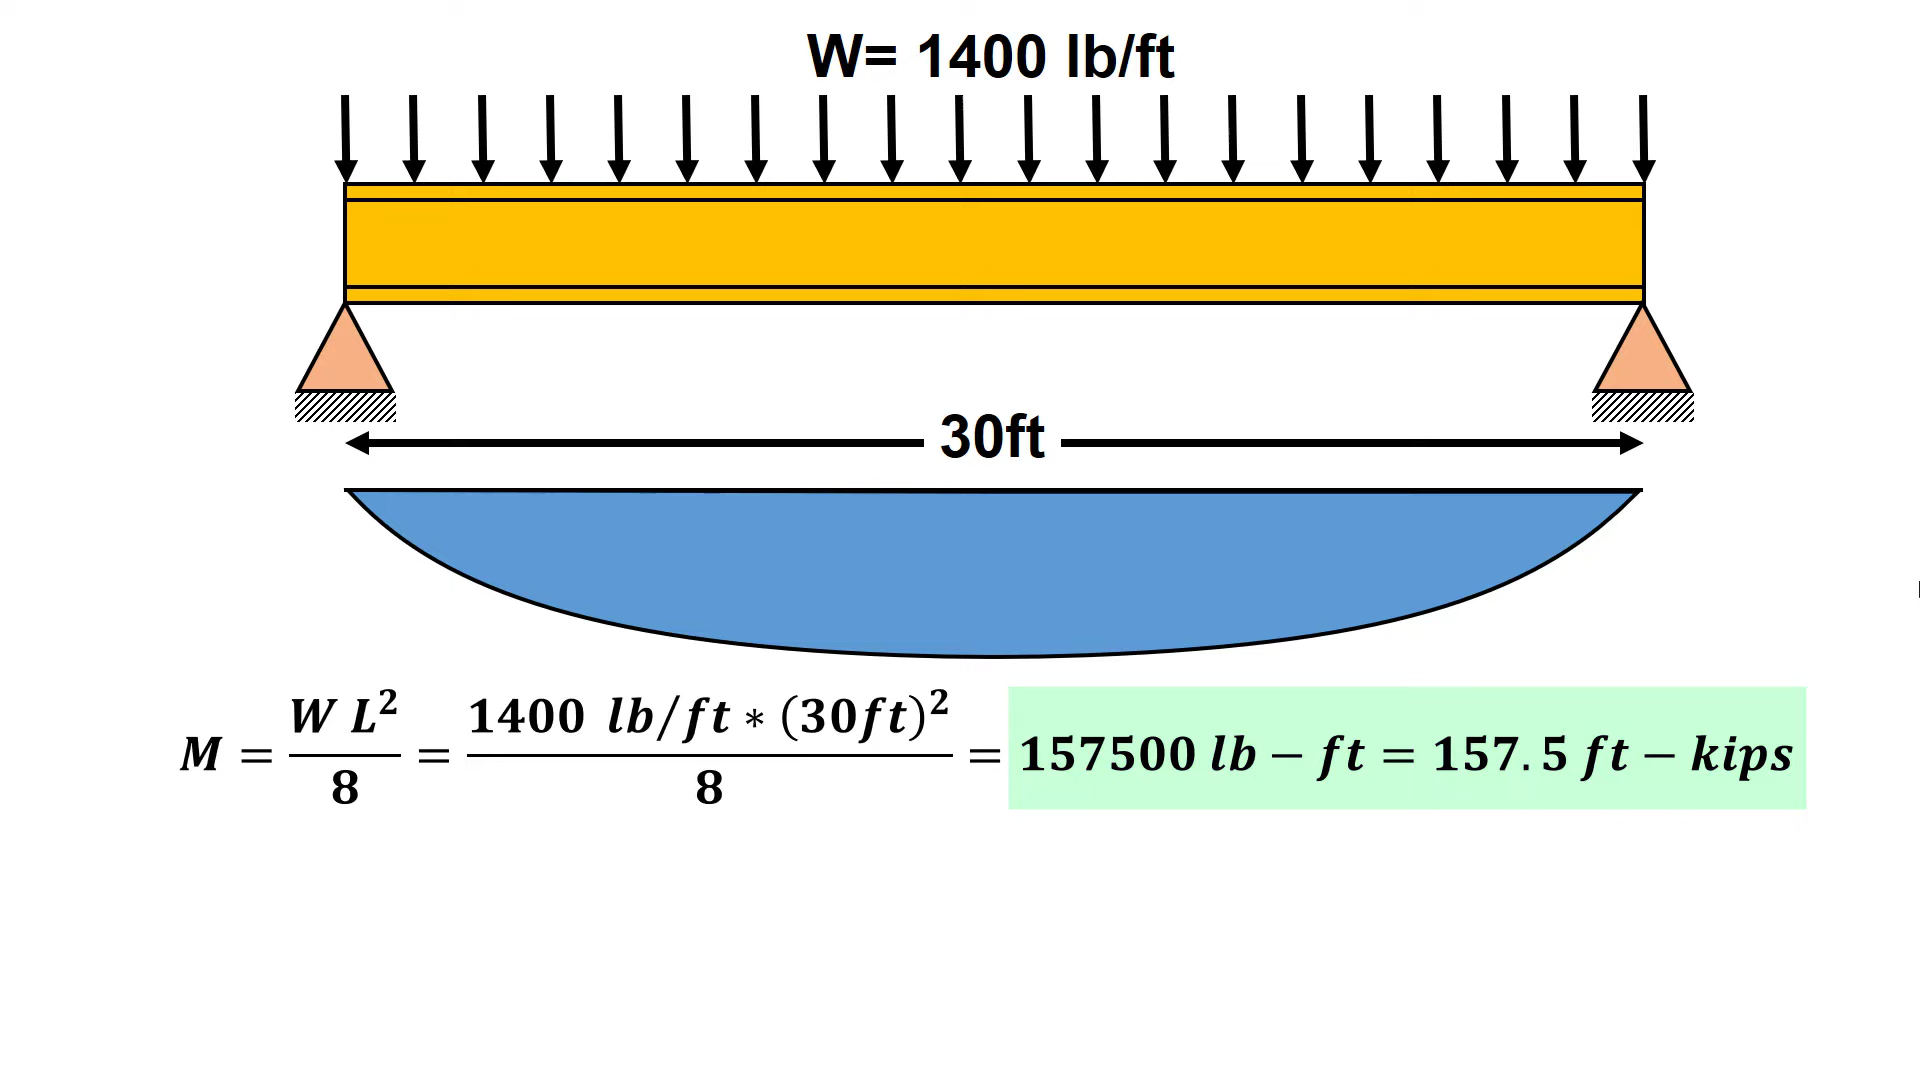 W= 1400 lb/ft
30ft
M = W L² / 8 = 1400 lb/ft * (30ft)² / 8 = 157500 lb − ft = 157.5 ft − kips